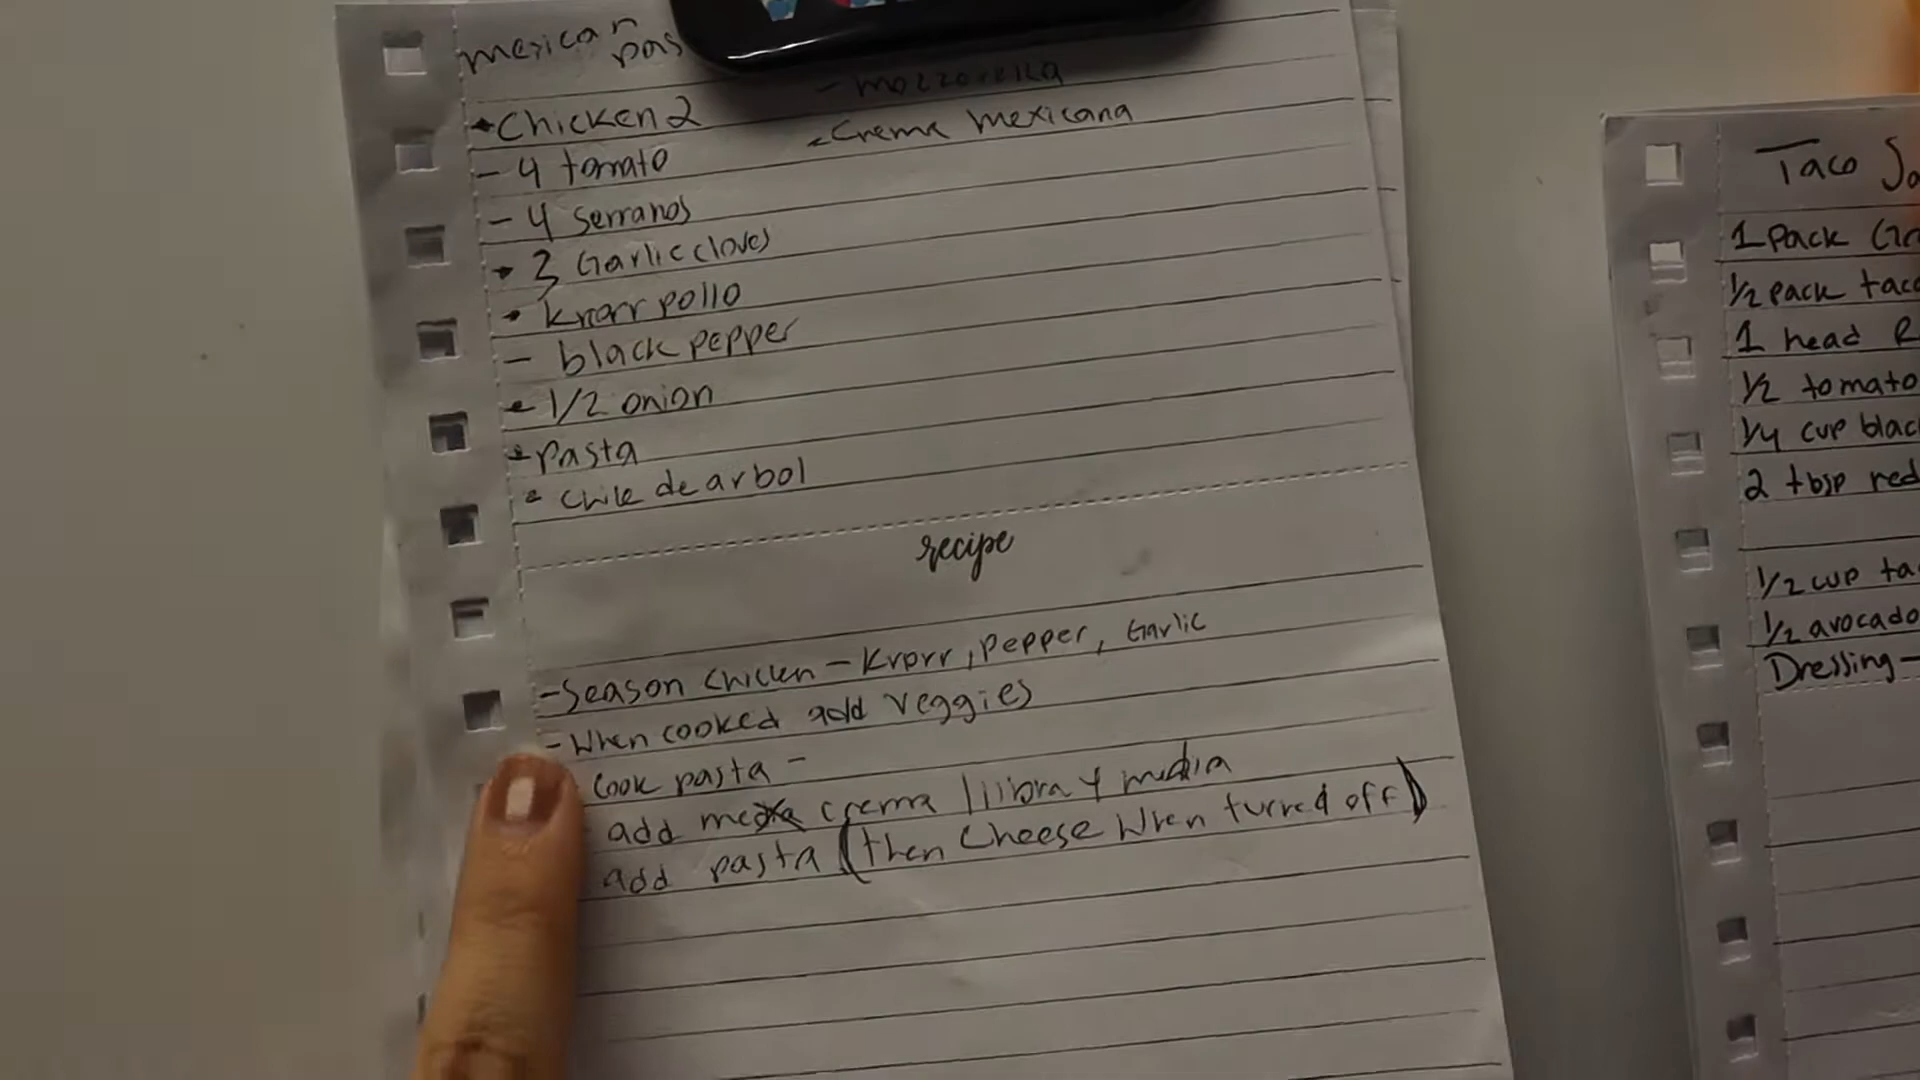 mexican
pas
- Chicken 2
- 4 tomato
- 4 serranos
- 3 Garlic cloves
- knorr pollo
- black pepper
- 1/2 onion
- Pasta
- chile de arbol
- mozzorella
- Crema mexicana
recipe
- Season chicken - Knorr, pepper, Garlic
- When cooked add veggies
Cook pasta -
add crema 1 libra y media
add pasta (then Cheese when turned off)
Taco
1 Pack
1/2 pack
1 head
1/2 tomato
1/4 cup
2 tbsp red
1/2 cup
1/2 avocado
Dressing -